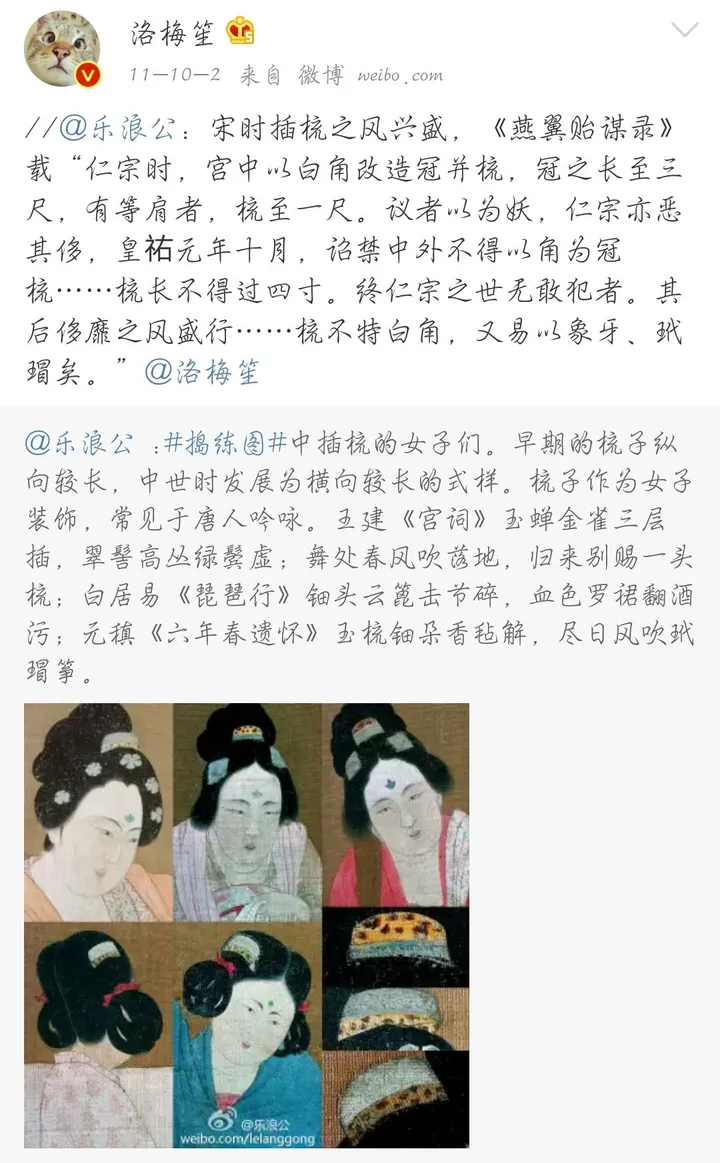 洛梅笙
11-10-2 来自 微博 weibo.com
//@乐浪公：宋时插梳之风兴盛，《燕翼贻谋录》
载“仁宗时，宫中以白角改造冠并梳，冠之长至三
尺，有等肩者，梳至一尺。议者以为妖，仁宗亦恶
其侈，皇祐元年十月，诏禁中外不得以角为冠
梳……梳长不得过四寸。终仁宗之世无敢犯者。其
后侈靡之风盛行……梳不特白角，又易以象牙、玳
瑁矣。”@洛梅笙
@乐浪公 :#捣练图#中插梳的女子们。早期的梳子纵
向较长，中世时发展为横向较长的式样。梳子作为女子
装饰，常见于唐人吟咏。王建《宫词》玉蝉金雀三层
插，翠髻高丛绿鬓虚；舞处春风吹落地，归来别赐一头
梳；白居易《琵琶行》钿头云篦击节碎，血色罗裙翻酒
污；元稹《六年春遗怀》玉梳钿朵香毡解，尽日风吹玳
瑁筝。
@乐浪公
weibo.com/lelanggong